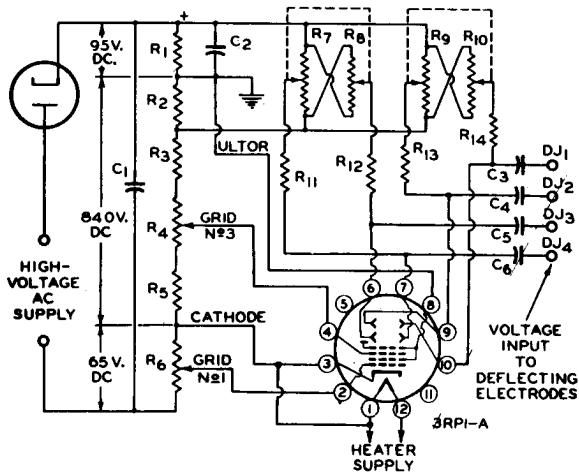 +
95 V.
DC.
R1
C2
R7
R8
R9
R10
R2
C1
R3
ULTOR
R11
R12
R13
R14
C3
DJ1
C4
DJ2
C5
DJ3
C6
DJ4
840 V.
DC
R4
GRID
Nº3
R5
HIGH-
VOLTAGE
AC
SUPPLY
CATHODE
65 V.
DC
R6
GRID
Nº1
5
6
7
8
4
9
3
10
2
11
1
12
3RP1-A
HEATER
SUPPLY
VOLTAGE
INPUT
TO
DEFLECTING
ELECTRODES